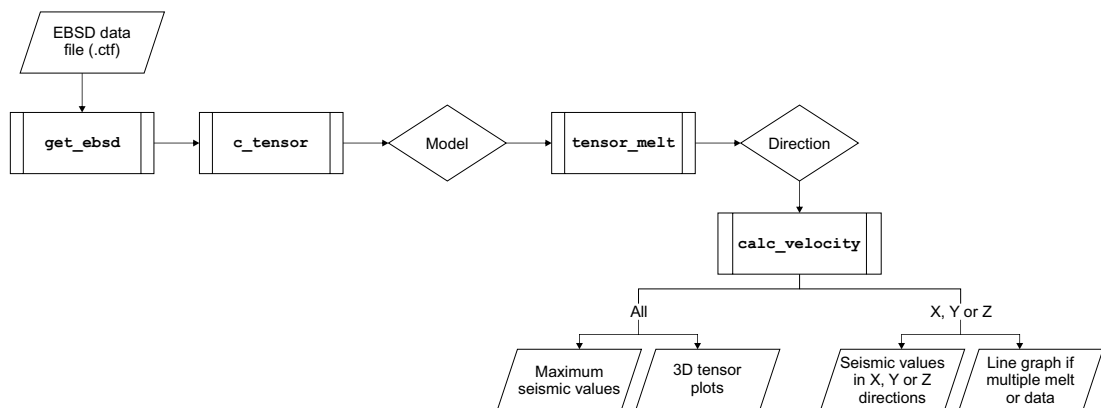 EBSD data
file (.ctf)
get_ebsd
c_tensor
Model
tensor_melt
Direction
calc_velocity
All
X, Y or Z
Maximum
seismic values
3D tensor
plots
Seismic values
in X, Y or Z
directions
Line graph if
multiple melt
or data